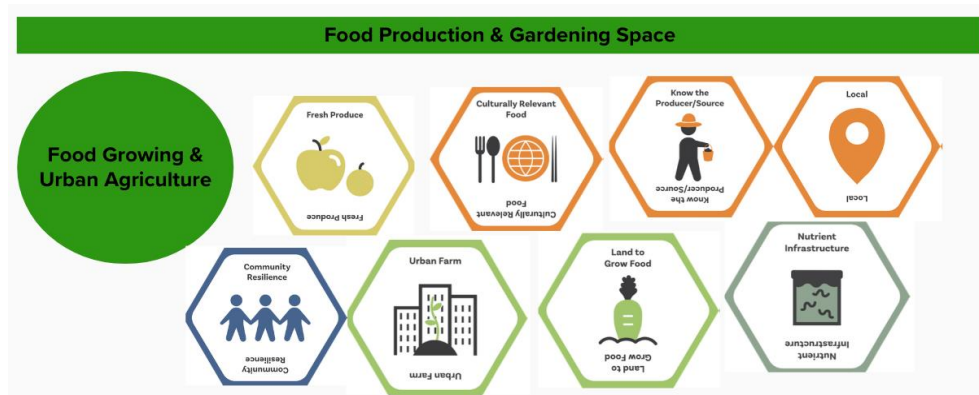 Food Production & Gardening Space
Food Growing &
Urban Agriculture
Fresh Produce
Fresh Produce
Culturally Relevant
Food
Culturally Relevant
Food
Know the
Producer/Source
Know the
Producer/Source
Local
Local
Community
Resilience
Community
Resilience
Urban Farm
Urban Farm
Land to
Grow Food
Land to
Grow Food
Nutrient
Infrastructure
Nutrient
Infrastructure